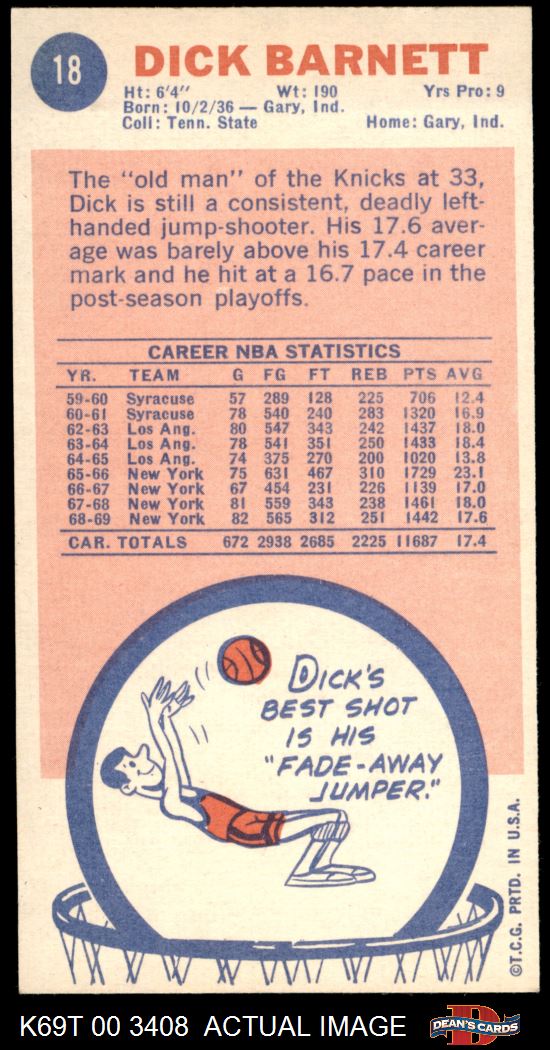 18
DICK BARNETT
Ht: 6'4" Wt: 190 Yrs Pro: 9
Born: 10/2/36 — Gary, Ind.
Coll: Tenn. State Home: Gary, Ind.
The "old man" of the Knicks at 33,
Dick is still a consistent, deadly left-
handed jump-shooter. His 17.6 aver-
age was barely above his 17.4 career
mark and he hit at a 16.7 pace in the
post-season playoffs.
CAREER NBA STATISTICS
YR. TEAM G FG FT REB PTS AVG
59-60 Syracuse 57 289 128 225 706 12.4
60-61 Syracuse 78 540 240 283 1320 16.9
62-63 Los Ang. 80 547 343 242 1437 18.0
63-64 Los Ang. 78 541 351 250 1433 18.4
64-65 Los Ang. 74 375 270 200 1020 13.8
65-66 New York 75 631 467 310 1729 23.1
66-67 New York 67 454 231 226 1139 17.0
67-68 New York 81 559 343 238 1461 18.0
68-69 New York 82 565 312 251 1442 17.6
CAR. TOTALS 672 2938 2685 2225 11687 17.4
DICK'S
BEST SHOT
IS HIS
"FADE-AWAY
JUMPER."
©T.C.G. PRTD. IN U.S.A.
K69T 00 3408 ACTUAL IMAGE
D
DEAN'S CARDS